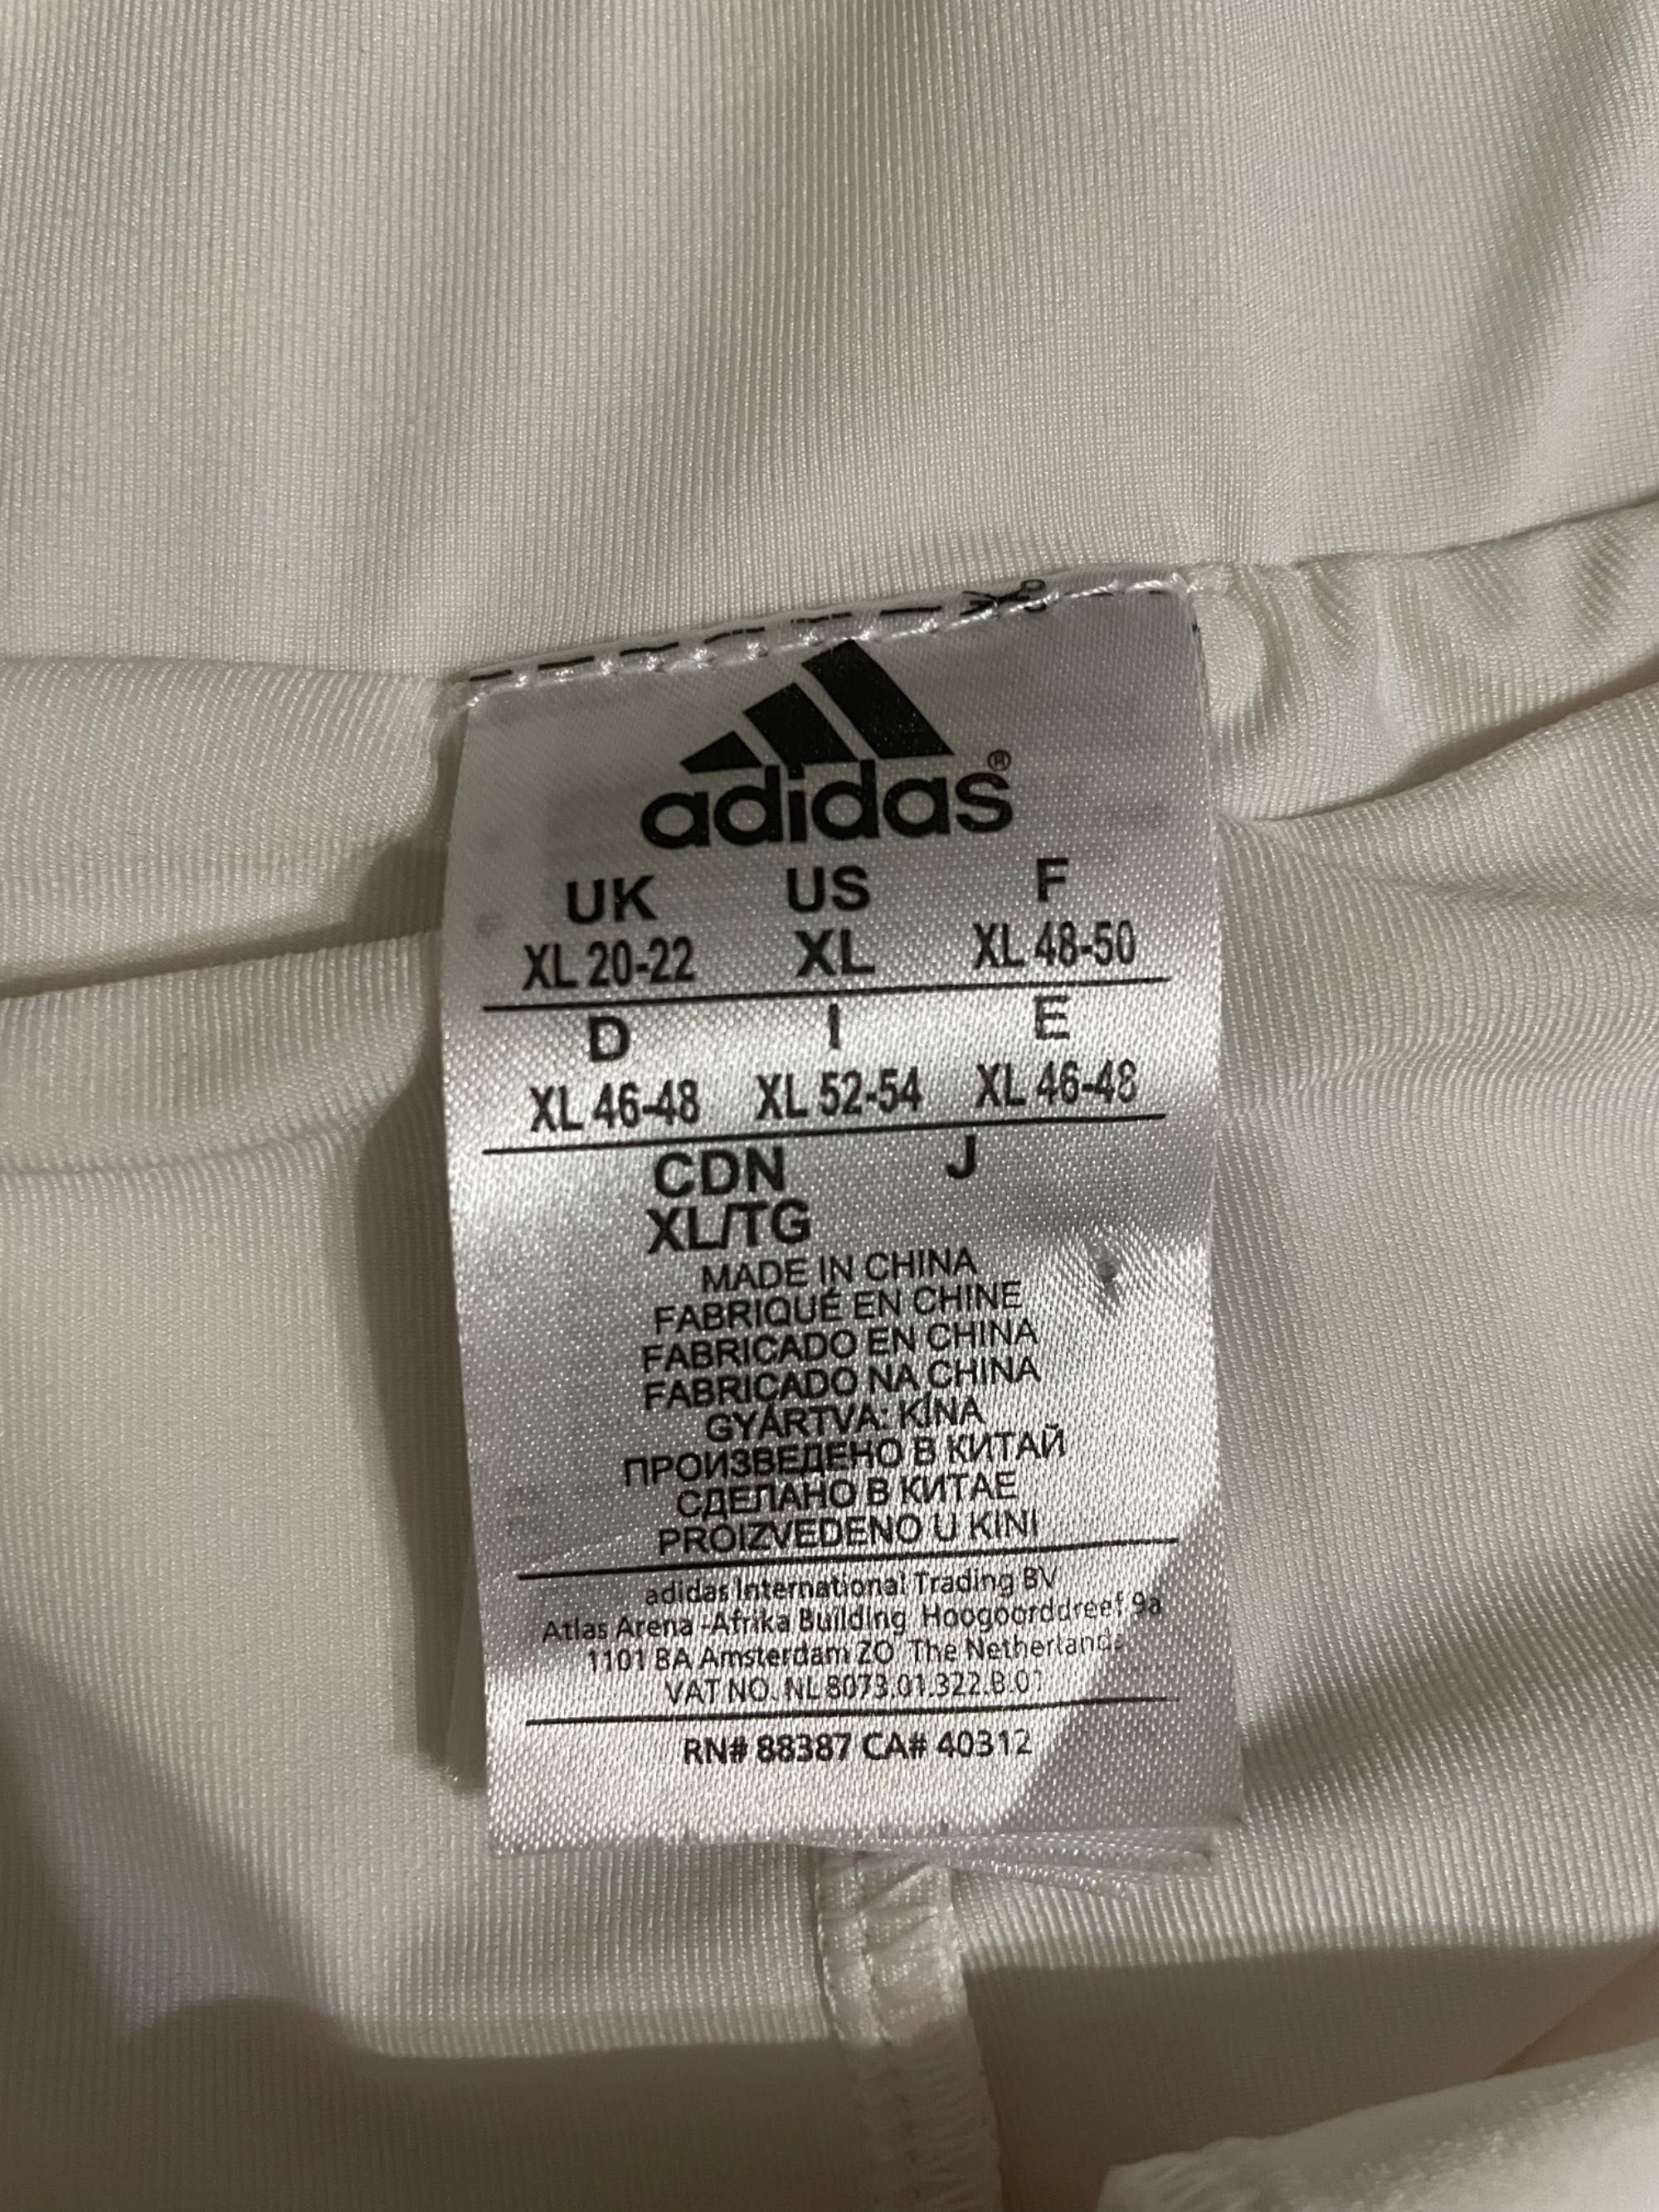 adidas®
UK US F
XL 20-22 XL XL 48-50
D I E
XL 46-48 XL 52-54 XL 46-48
CDN J
XL/TG
MADE IN CHINA
FABRIQUÉ EN CHINE
FABRICADO EN CHINA
FABRICADO NA CHINA
GYÁRTVA: KÍNA
ПРОИЗВЕДЕНО В КИТАЙ
СДЕЛАНО В КИТАЕ
PROIZVEDENO U KINI
adidas International Trading BV
Atlas Arena -Afrika Building Hoogoorddreef 9a
1101 BA Amsterdam ZO The Netherlands
VAT NO. NL 8073.01.322.B.01
RN# 88387 CA# 40312